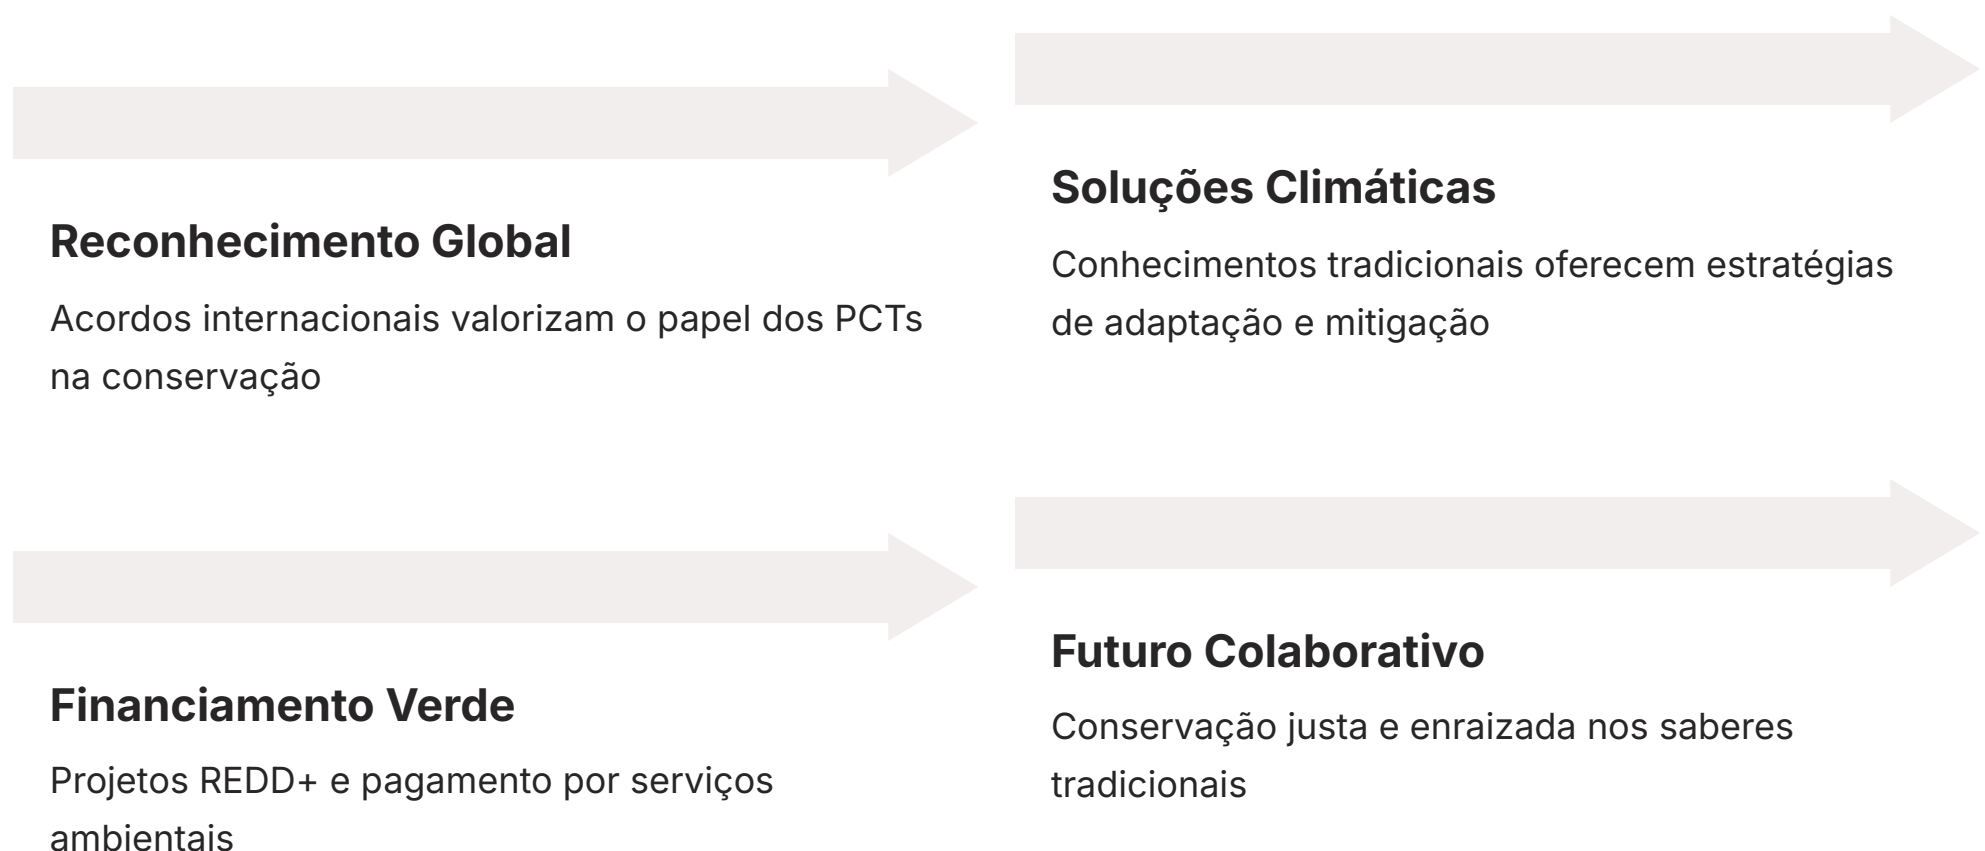 Reconhecimento Global
Acordos internacionais valorizam o papel dos PCTs
na conservação
Soluções Climáticas
Conhecimentos tradicionais oferecem estratégias
de adaptação e mitigação
Financiamento Verde
Projetos REDD+ e pagamento por serviços
ambientais
Futuro Colaborativo
Conservação justa e enraizada nos saberes
tradicionais